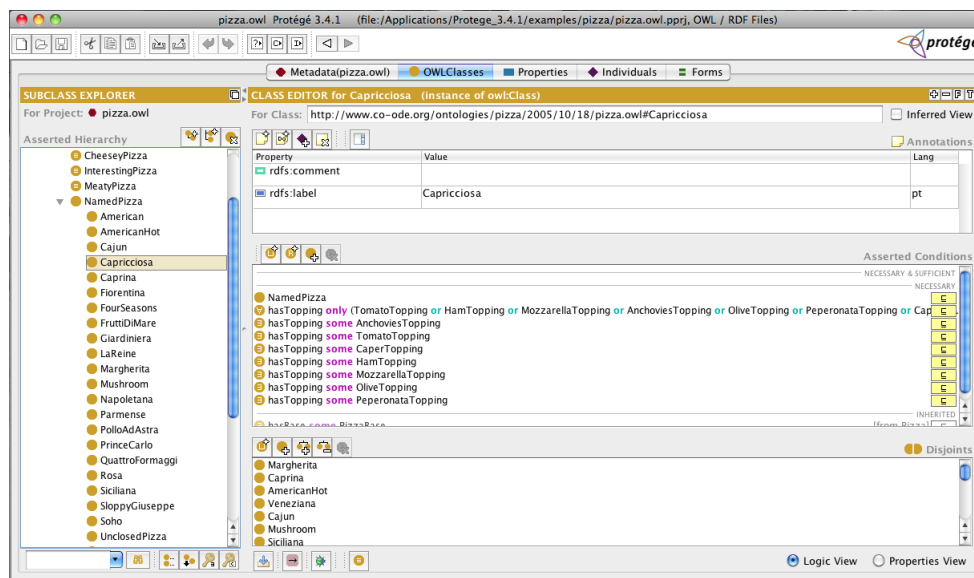 pizza.owl Protégé 3.4.1 (file:/Applications/Protege_3.4.1/examples/pizza/pizza.owl.pprj, OWL / RDF Files)
protégé
Metadata(pizza.owl) OWLClasses Properties Individuals Forms
SUBCLASS EXPLORER
For Project: pizza.owl
Asserted Hierarchy
CheeseyPizza
InterestingPizza
MeatyPizza
NamedPizza
American
AmericanHot
Cajun
Capricciosa
Caprina
Fiorentina
FourSeasons
FruttiDiMare
Giardiniera
LaReine
Margherita
Mushroom
Napoletana
Parmense
PolloAdAstra
PrinceCarlo
QuattroFormaggi
Rosa
Siciliana
SloppyGiuseppe
Soho
UnclosedPizza
CLASS EDITOR for Capricciosa (instance of owl:Class)
For Class: http://www.co-ode.org/ontologies/pizza/2005/10/18/pizza.owl#Capricciosa Inferred View
Annotations
Property Value Lang
rdfs:comment
rdfs:label Capricciosa pt
Asserted Conditions
NECESSARY & SUFFICIENT
NECESSARY
NamedPizza
hasTopping only (TomatoTopping or HamTopping or MozzarellaTopping or AnchoviesTopping or OliveTopping or PeperonataTopping or Cap
hasTopping some AnchoviesTopping
hasTopping some TomatoTopping
hasTopping some CaperTopping
hasTopping some HamTopping
hasTopping some MozzarellaTopping
hasTopping some OliveTopping
hasTopping some PeperonataTopping
INHERITED
hasBase some PizzaBase [from Pizza]
Disjoints
Margherita
Caprina
AmericanHot
Veneziana
Cajun
Mushroom
Siciliana
Logic View Properties View